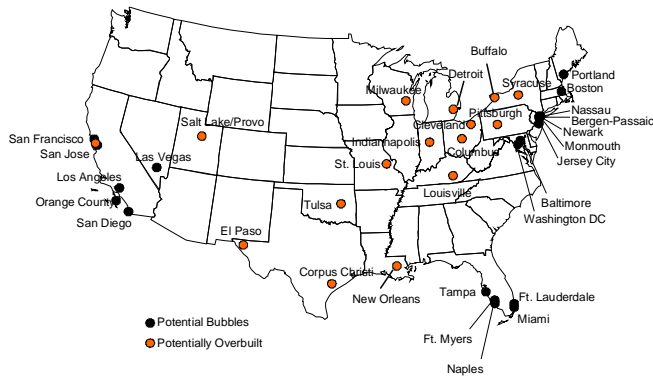 Buffalo
Detroit
Portland
Milwaukee
Syracuse
Boston
Nassau
Cleveland
Pittsburgh
Bergen-Passaic
Newark
Salt Lake/Provo
San Francisco
Indianapolis
Columbus
Monmouth
San Jose
Las Vegas
St. Louis
Jersey City
Los Angeles
Louisville
Orange County
Tulsa
Baltimore
San Diego
Washington DC
El Paso
Corpus Christi
New Orleans
Tampa
Ft. Lauderdale
Potential Bubbles
Miami
Potentially Overbuilt
Ft. Myers
Naples